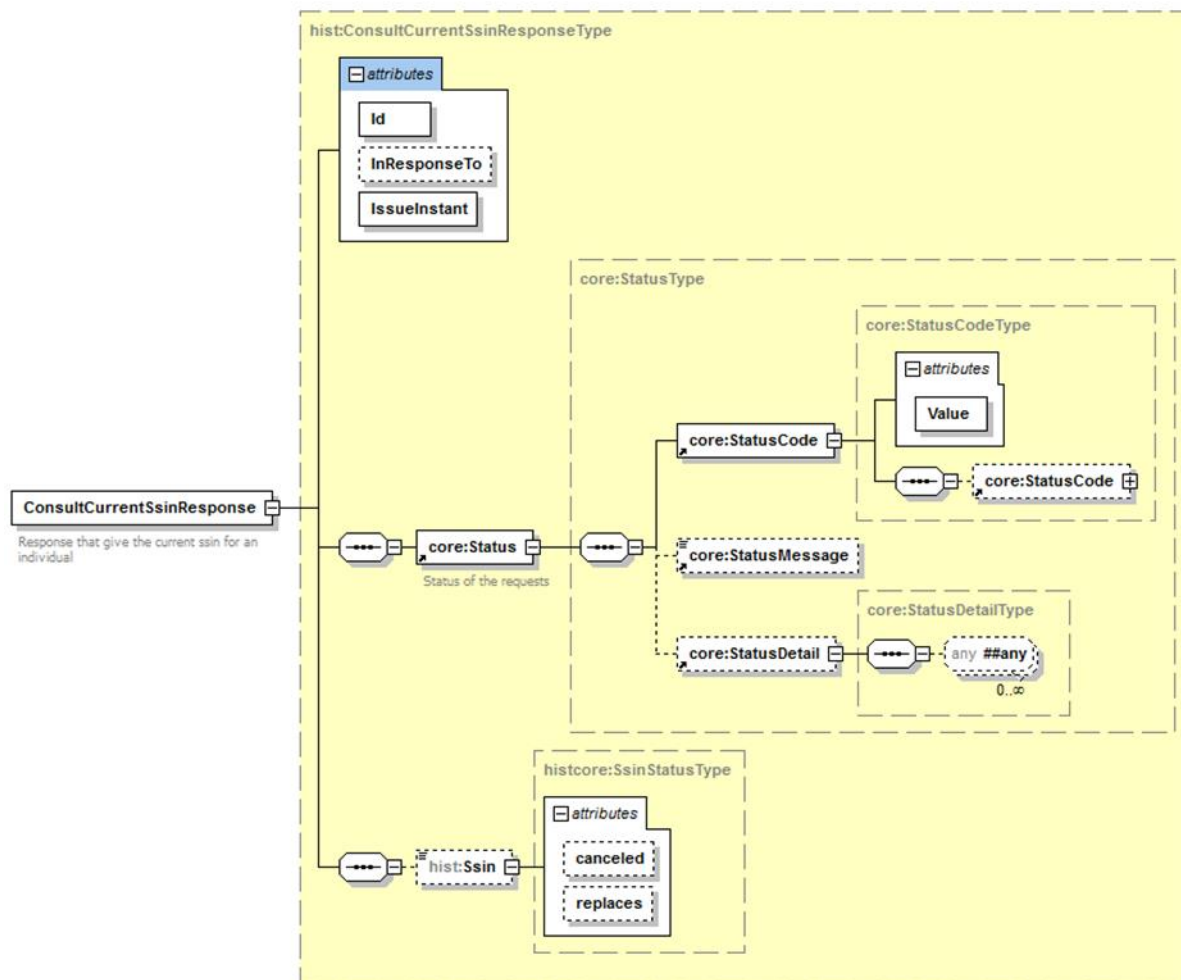 hist:ConsultCurrentSsinResponseType
attributes
Id
InResponseTo
IssueInstant
core:StatusType
core:StatusCodeType
attributes
Value
core:StatusCode
core:StatusCode
ConsultCurrentSsinResponse
Response that give the current ssin for an
individual
core:Status
Status of the requests
core:StatusMessage
core:StatusDetailType
core:StatusDetail
any ##any
0..∞
histcore:SsinStatusType
attributes
hist:Ssin
canceled
replaces